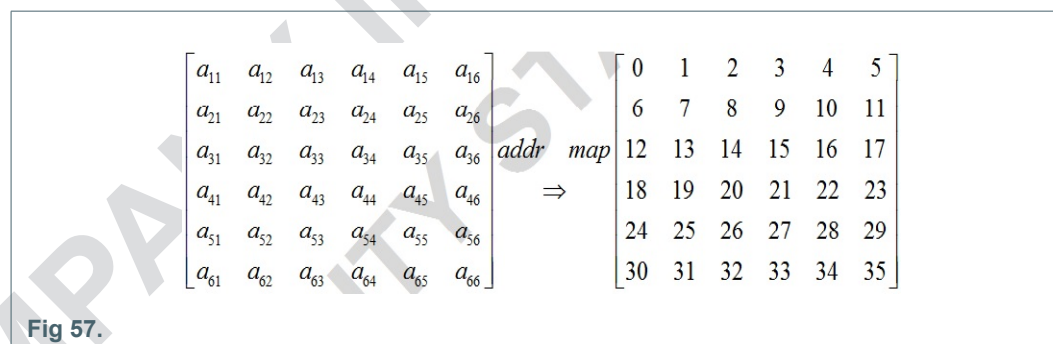 a11 a12 a13 a14 a15 a16 0 1 2 3 4 5
a21 a22 a23 a24 a25 a26 6 7 8 9 10 11
a31 a32 a33 a34 a35 a36 addr map 12 13 14 15 16 17
a41 a42 a43 a44 a45 a46 ⇒ 18 19 20 21 22 23
a51 a52 a53 a54 a55 a56 24 25 26 27 28 29
a61 a62 a63 a64 a65 a66 30 31 32 33 34 35
Fig 57.